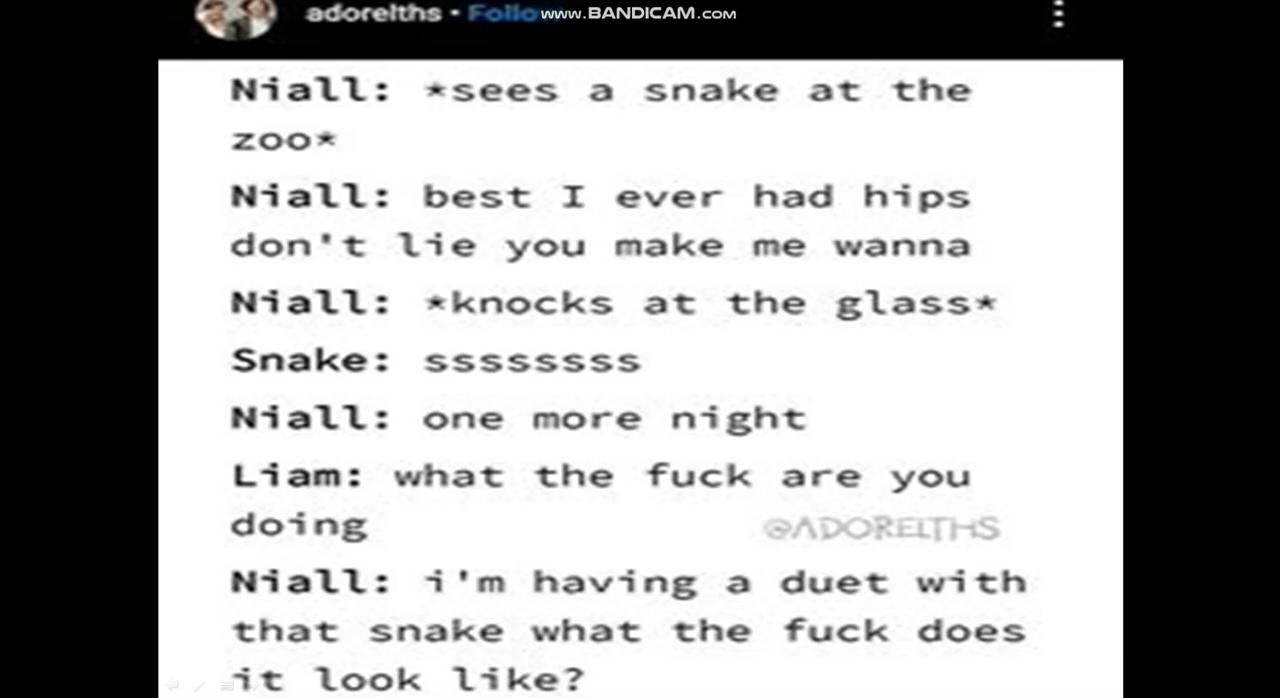 adorelths • Follo
www.BANDICAM.com
Niall: *sees a snake at the
zoo*
Niall: best I ever had hips
don't lie you make me wanna
Niall: *knocks at the glass*
Snake: ssssssss
Niall: one more night
Liam: what the fuck are you
doing
@ADORELTHS
Niall: i'm having a duet with
that snake what the fuck does
it look like?